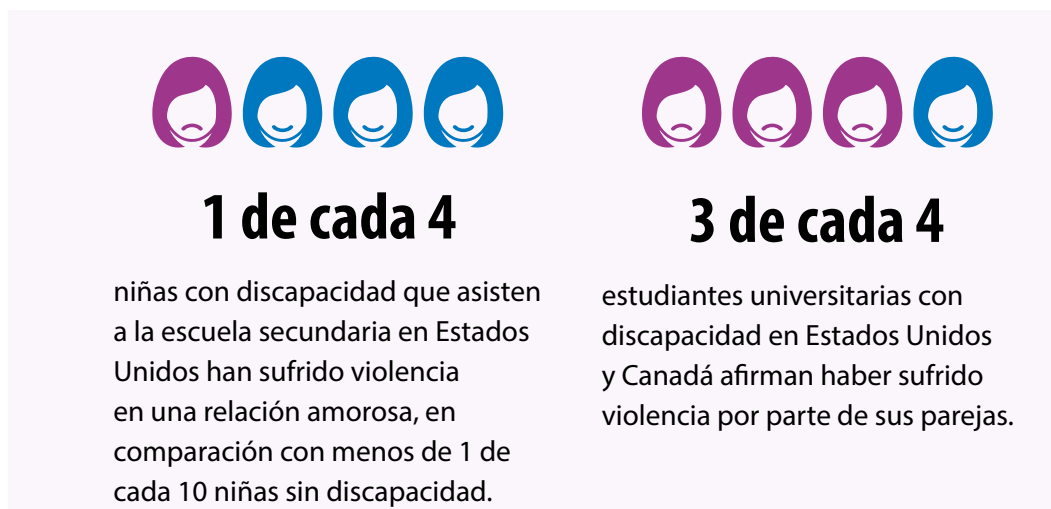 1 de cada 4
niñas con discapacidad que asisten
a la escuela secundaria en Estados
Unidos han sufrido violencia
en una relación amorosa, en
comparación con menos de 1 de
cada 10 niñas sin discapacidad.
3 de cada 4
estudiantes universitarias con
discapacidad en Estados Unidos
y Canadá afirman haber sufrido
violencia por parte de sus parejas.